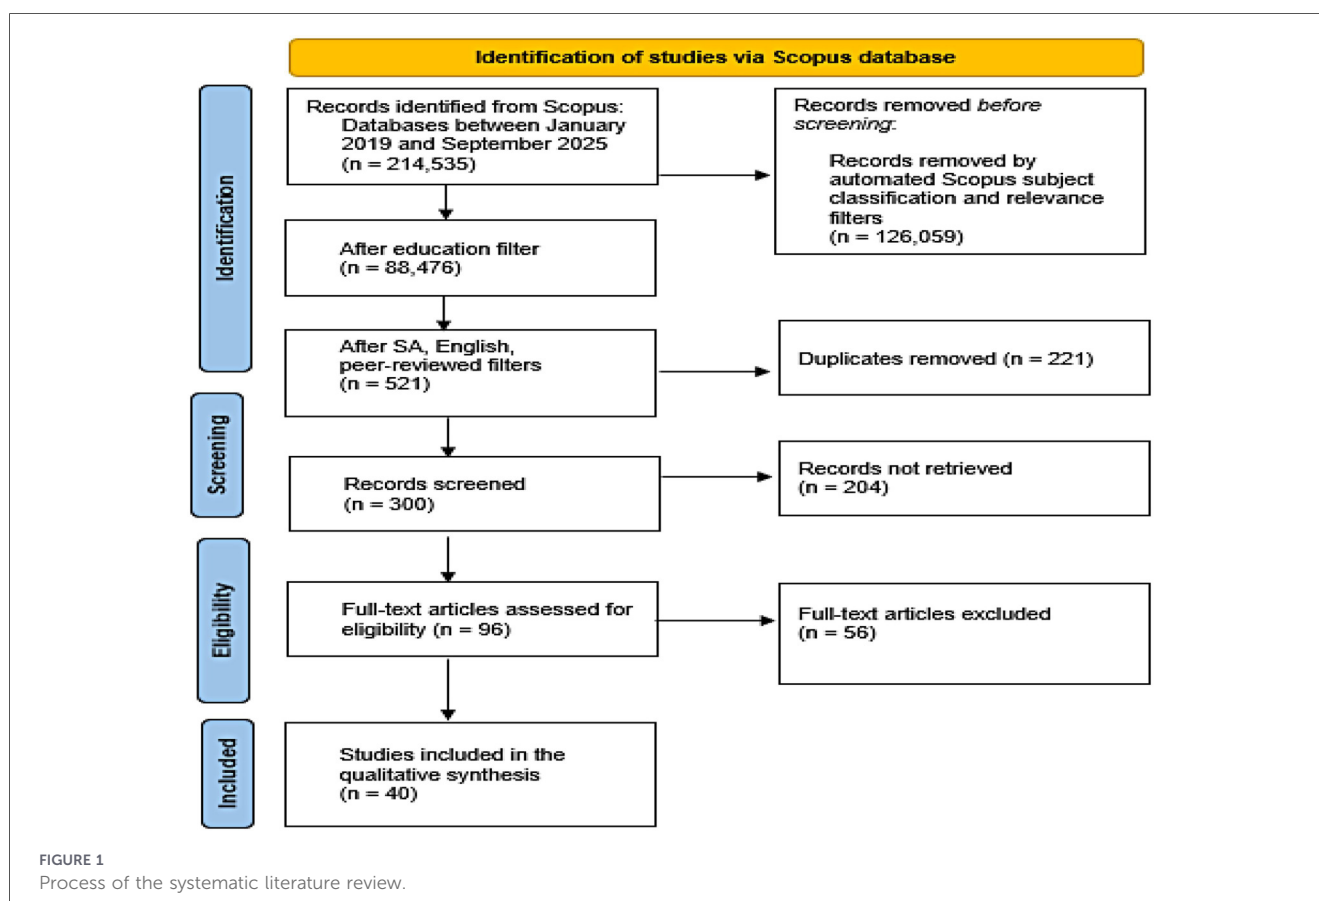 Identification of studies via Scopus database
Identification
Records identified from Scopus:
Databases between January
2019 and September 2025
(n = 214,535)
Records removed before
screening:
Records removed by
automated Scopus subject
classification and relevance
filters
(n = 126,059)
After education filter
(n = 88,476)
After SA, English,
peer-reviewed filters
(n = 521)
Duplicates removed (n = 221)
Screening
Records screened
(n = 300)
Records not retrieved
(n = 204)
Eligibility
Full-text articles assessed for
eligibility (n = 96)
Full-text articles excluded
(n = 56)
Included
Studies included in the
qualitative synthesis
(n = 40)
FIGURE 1
Process of the systematic literature review.